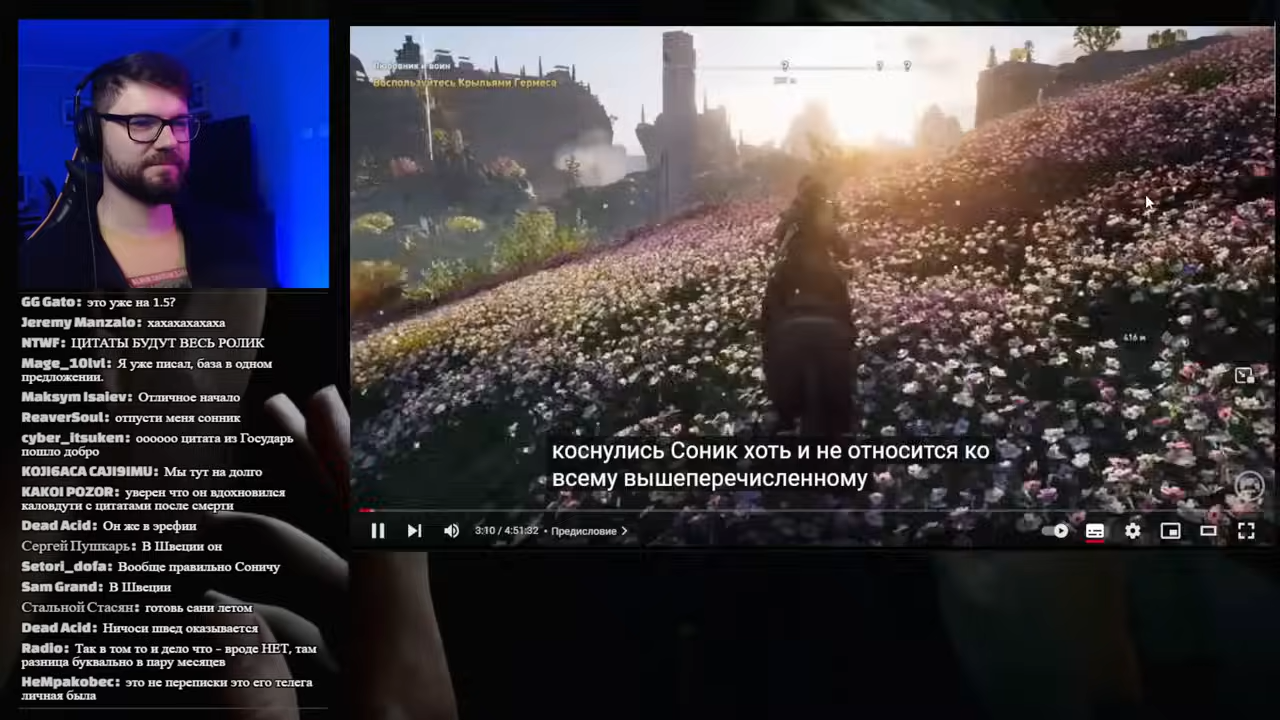 GG Gato: это уже на 1.5?
Jeremy Manzalo: хахахахахаха
NTWF: ЦИТАТЫ БУДУТ ВЕСЬ РОЛИК
Mage_10lvl: Я уже писал, база в одном
предложении.
Maksym Isaiev: Отличное начало
ReaverSoul: отпусти меня сонник
cyber_itsuken: оооооо цитата из Государь
пошло добро
KOJI6ACA CAJI9IMU: Мы тут на долго
KAKOI POZOR: уверен что он вдохновился
каловдути с цитатами после смерти
Dead Acid: Он же в эрефии
Сергей Пушкарь: В Швеции он
Setori_dofa: Вообще правильно Соничу
Sam Grand: В Швеции
Стальной Стасян: готовь сани летом
Dead Acid: Ничоси швед оказывается
Radio: Так в том то и дело что - вроде НЕТ, там
разница буквально в пару месяцев
HeMpakobec: это не переписки это его телега
личная была
Любовник и воин
Воспользуйтесь Крыльями Гермеса
? ? ?
416 м
коснулись Соник хоть и не относится ко
всему вышеперечисленному
3:10 / 4:51:32 • Предисловие >